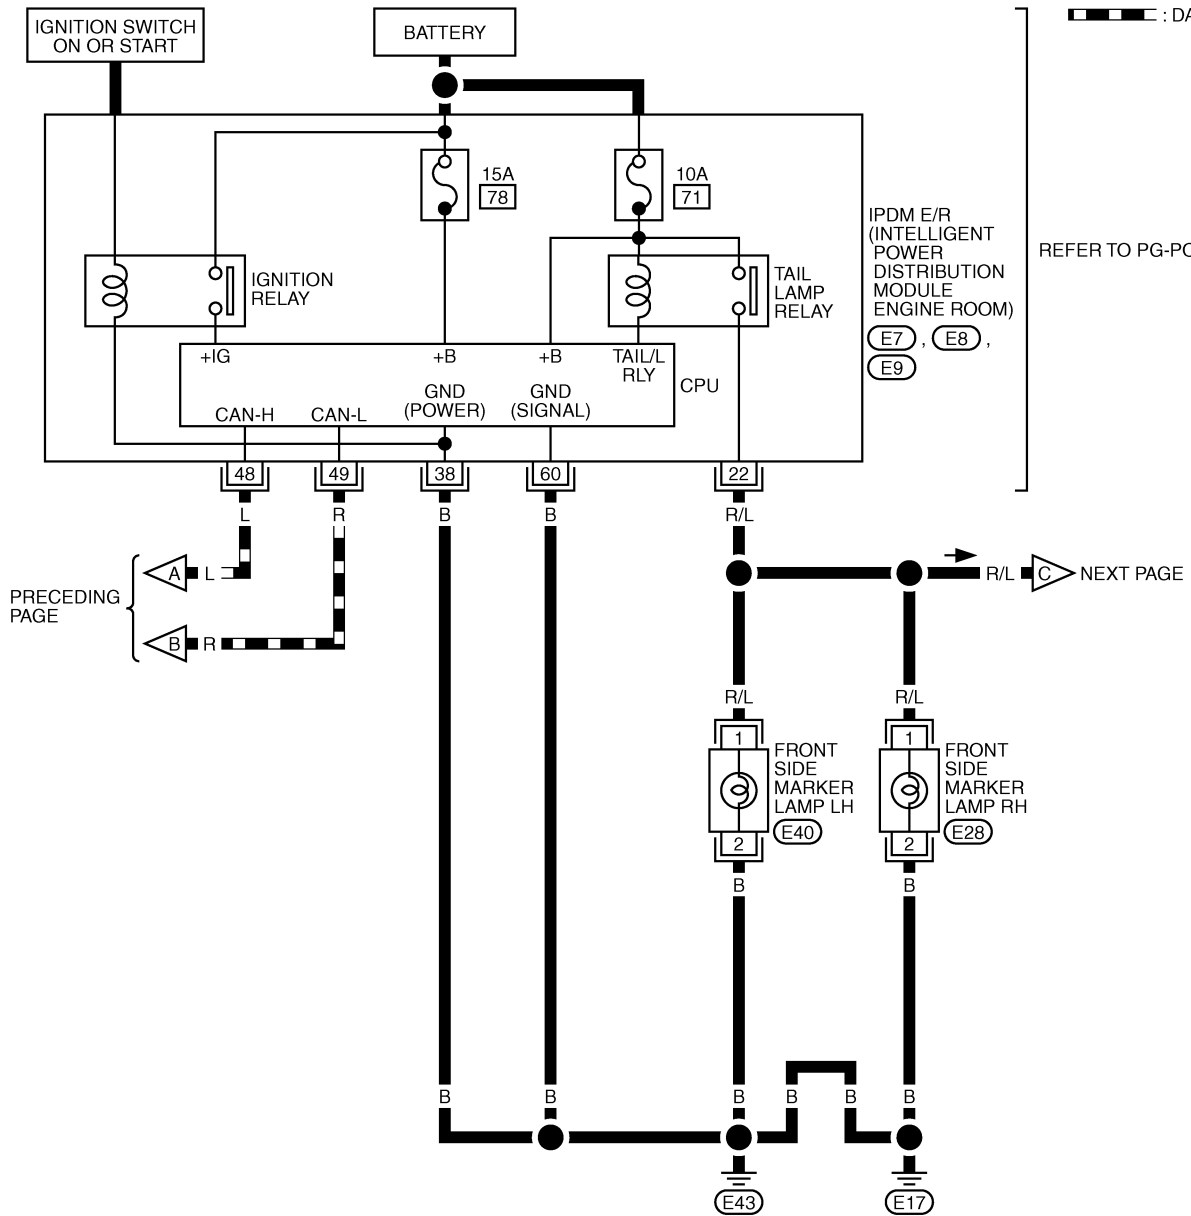 IGNITION SWITCH
ON OR START
BATTERY
: DA
15A
78
10A
71
IPDM E/R
(INTELLIGENT
POWER
DISTRIBUTION
MODULE
ENGINE ROOM)
E7 , E8 ,
E9
REFER TO PG-PO
IGNITION
RELAY
TAIL
LAMP
RELAY
+IG
+B
+B
TAIL/L
RLY
CPU
CAN-H
CAN-L
GND
(POWER)
GND
(SIGNAL)
48
49
38
60
22
L
R
B
B
R/L
PRECEDING
PAGE
A
L
B
R
R/L
C
NEXT PAGE
R/L
R/L
1
1
FRONT
SIDE
MARKER
LAMP LH
E40
FRONT
SIDE
MARKER
LAMP RH
E28
2
2
B
B
B
B
B
B
B
B
E43
E17